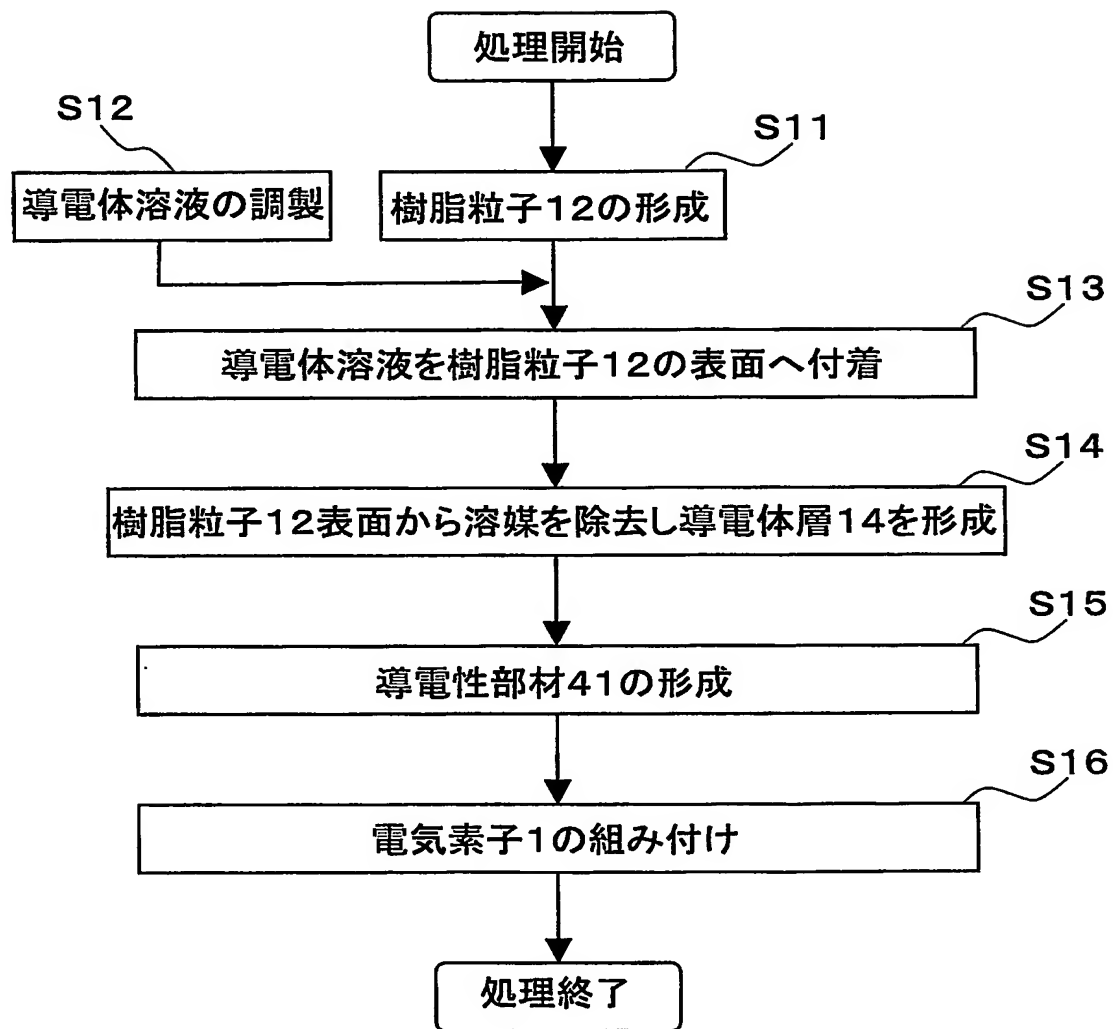 処理開始
S12
S11
導電体溶液の調製
樹脂粒子12の形成
S13
導電体溶液を樹脂粒子12の表面へ付着
S14
樹脂粒子12表面から溶媒を除去し導電体層14を形成
S15
導電性部材41の形成
S16
電気素子1の組み付け
処理終了